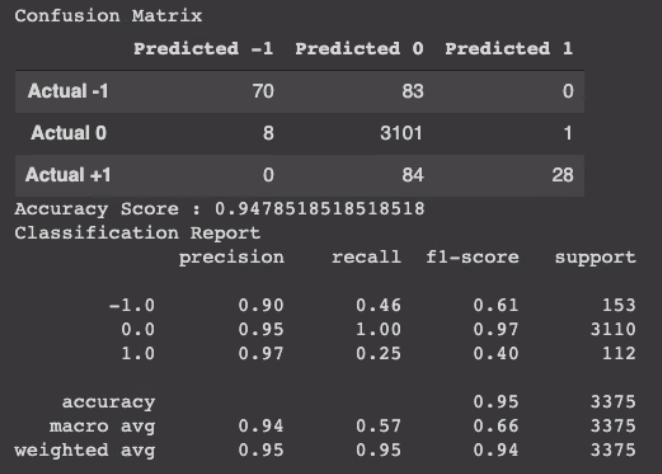 Confusion Matrix
Predicted -1 Predicted 0 Predicted 1
Actual -1 70 83 0
Actual 0 8 3101 1
Actual +1 0 84 28
Accuracy Score : 0.9478518518518518
Classification Report
precision recall f1-score support
-1.0 0.90 0.46 0.61 153
0.0 0.95 1.00 0.97 3110
1.0 0.97 0.25 0.40 112
accuracy 0.95 3375
macro avg 0.94 0.57 0.66 3375
weighted avg 0.95 0.95 0.94 3375